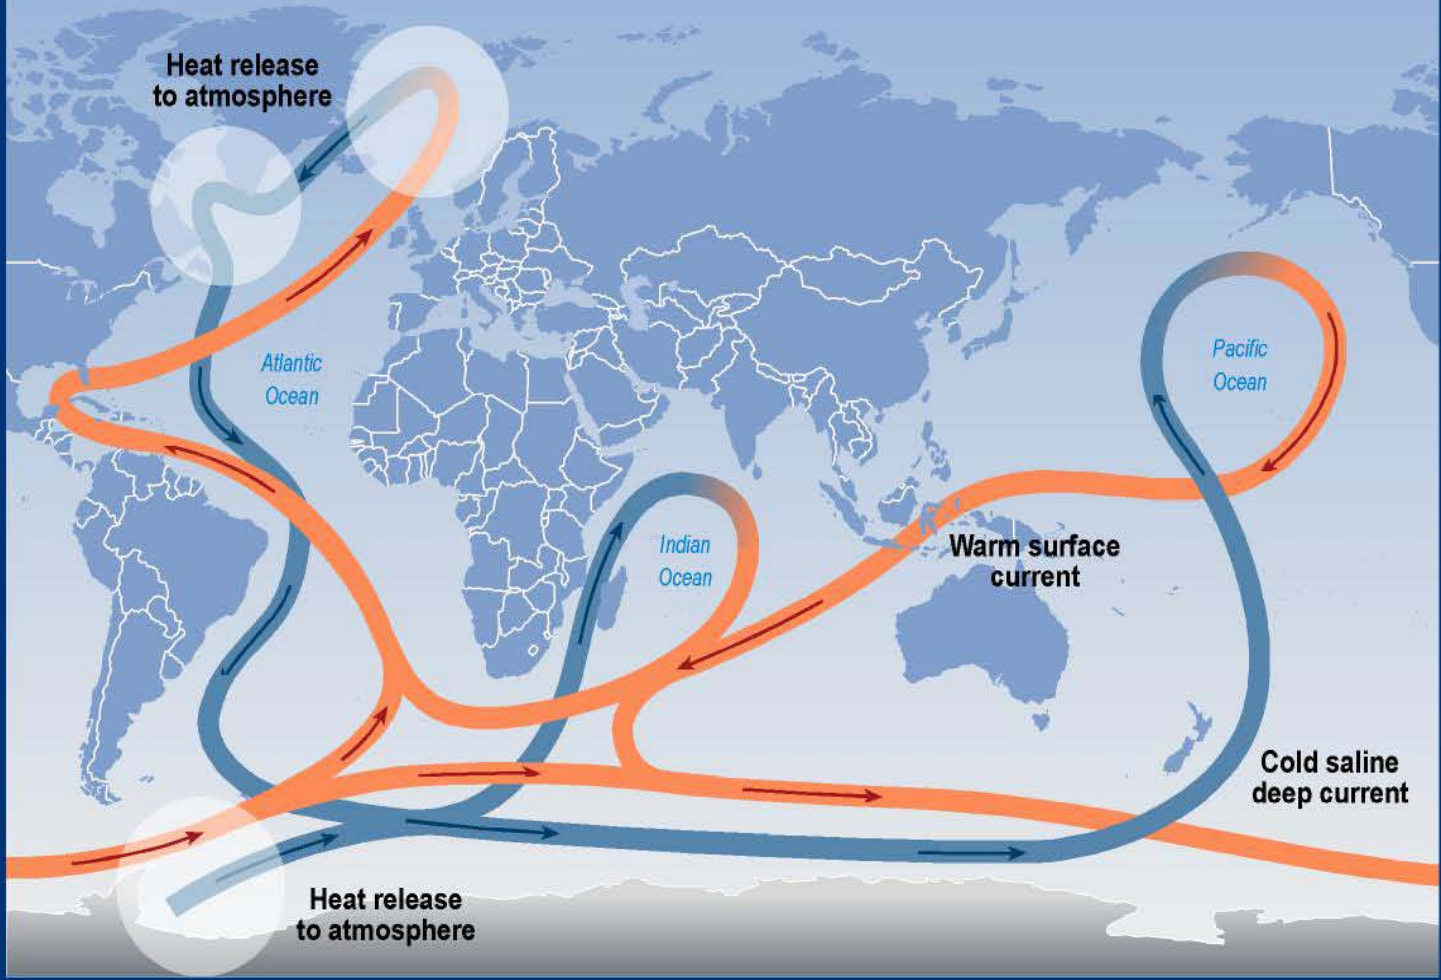 Heat release
to atmosphere
Atlantic
Ocean
Pacific
Ocean
Indian
Ocean
Warm surface
current
Cold saline
deep current
Heat release
to atmosphere